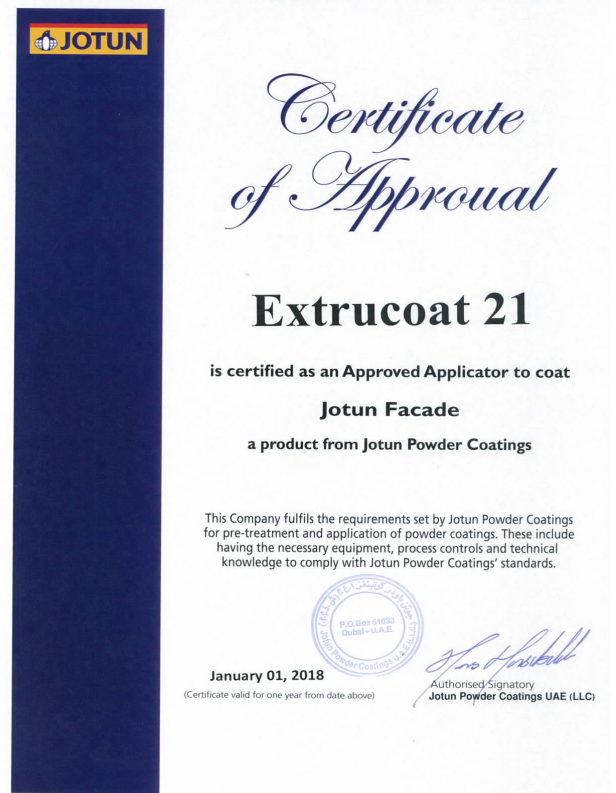 JOTUN
Certificate
of Approval
Extrucoat 21
is certified as an Approved Applicator to coat
Jotun Facade
a product from Jotun Powder Coatings
This Company fulfils the requirements set by Jotun Powder Coatings
for pre-treatment and application of powder coatings. These include
having the necessary equipment, process controls and technical
knowledge to comply with Jotun Powder Coatings' standards.
P.O.Box 51033
Dubai - U.A.E.
Jotun Powder Coatings U.A.E.(LLC)
January 01, 2018
(Certificate valid for one year from date above)
Authorised Signatory
Jotun Powder Coatings UAE (LLC)